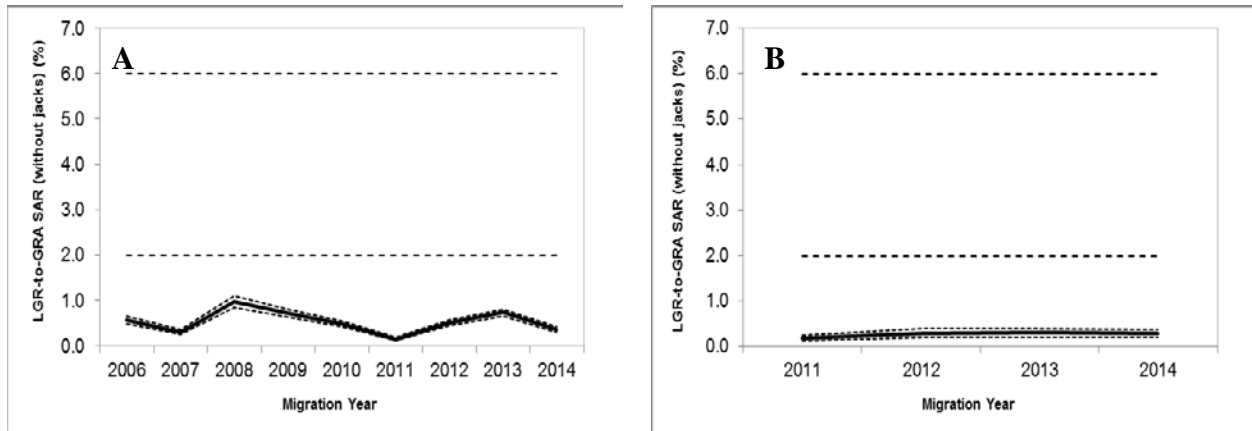 A
LGR-to-GRA SAR (without jacks) (%)
7.0
6.0
5.0
4.0
3.0
2.0
1.0
0.0
2006 2007 2008 2009 2010 2011 2012 2013 2014
Migration Year
B
LGR-to-GRA SAR (without jacks) (%)
7.0
6.0
5.0
4.0
3.0
2.0
1.0
0.0
2011 2012 2013 2014
Migration Year